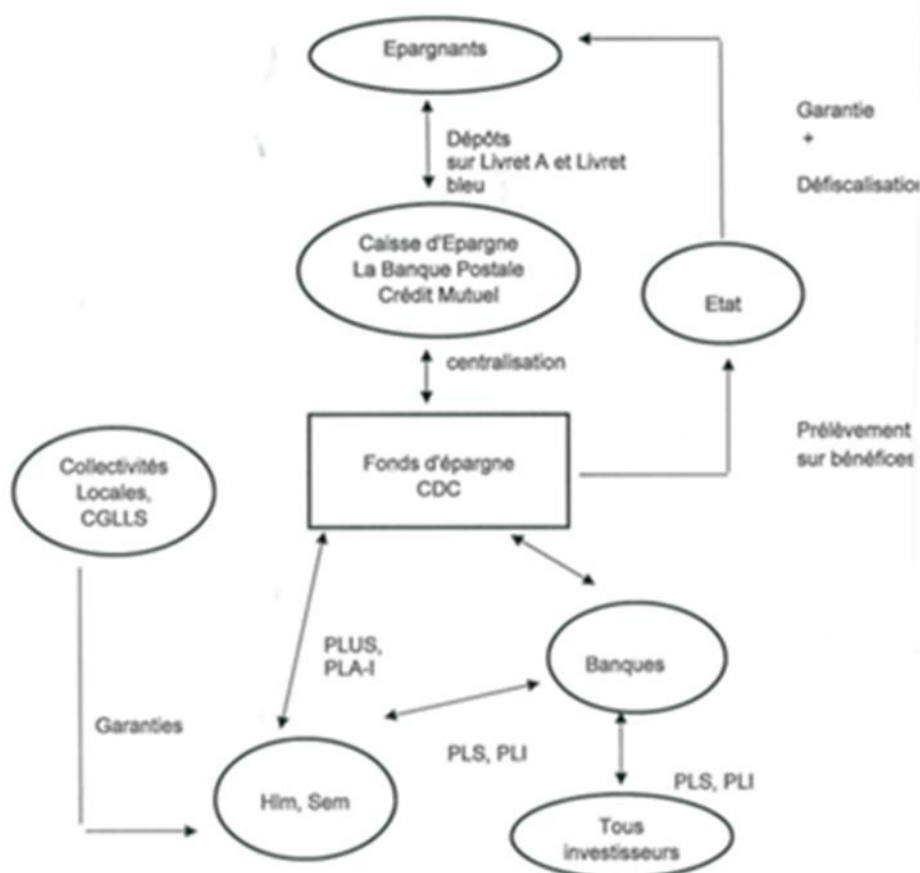 Epargnants
Garantie
+
Défiscalisation
Dépôts
sur Livret A et Livret
bleu
Caisse d'Epargne
La Banque Postale
Crédit Mutuel
Etat
centralisation
Collectivités
Locales,
CGLLS
Fonds d'épargne
CDC
Prélèvement
sur bénéfices
PLUS,
PLA-I
Banques
Garanties
PLS, PLI
Hlm, Sem
PLS, PLI
Tous
investisseurs